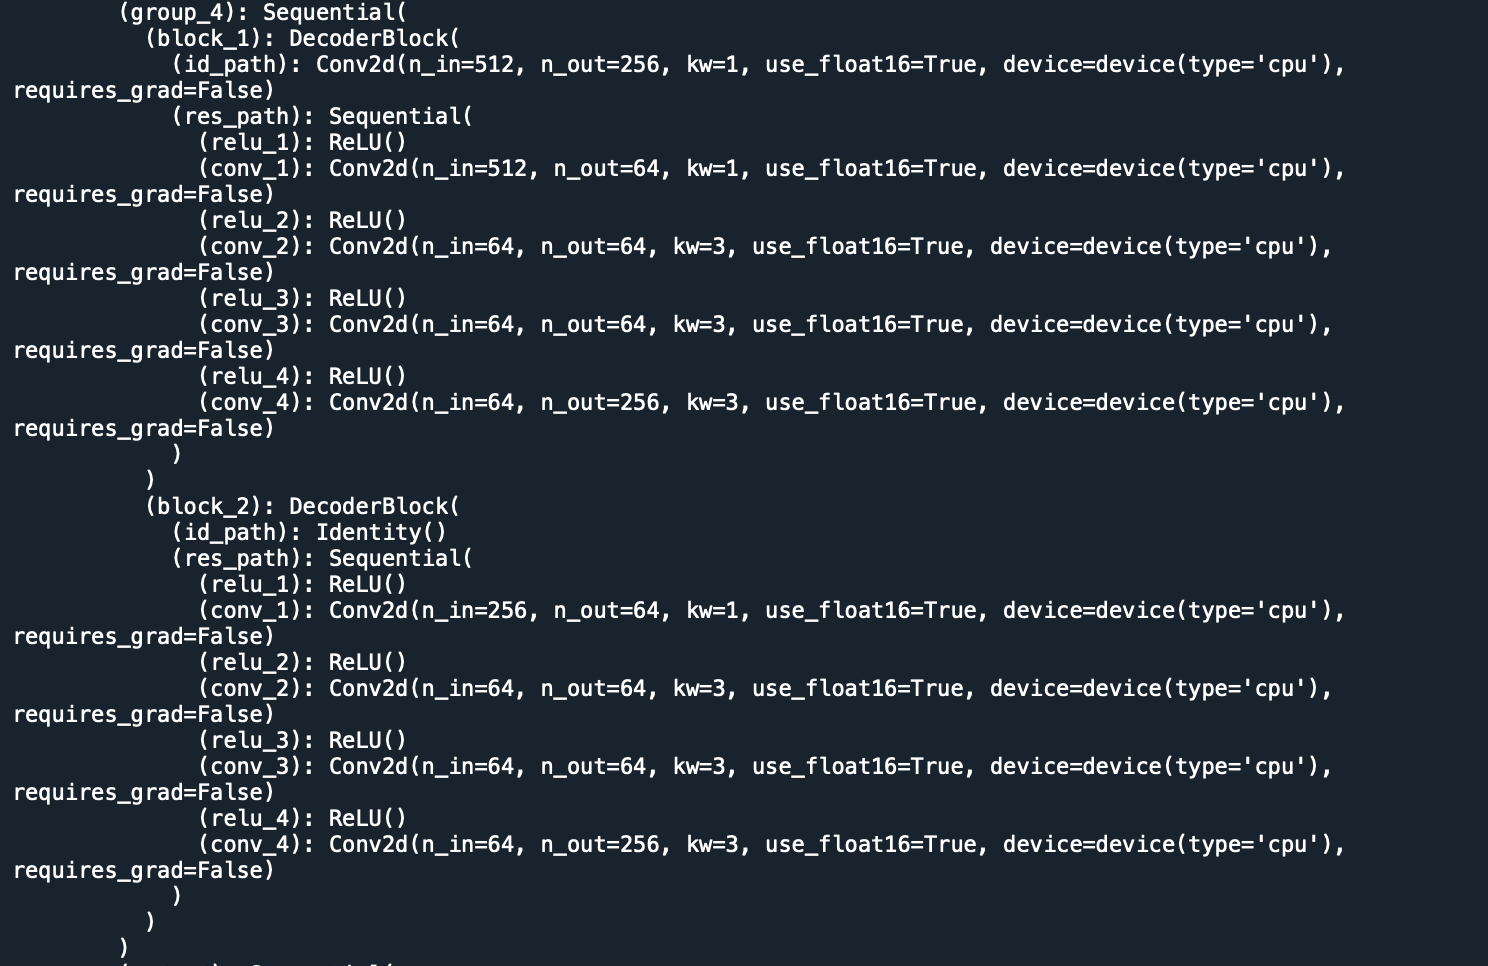 (group_4): Sequential(
(block_1): DecoderBlock(
(id_path): Conv2d(n_in=512, n_out=256, kw=1, use_float16=True, device=device(type='cpu'),
requires_grad=False)
(res_path): Sequential(
(relu_1): ReLU()
(conv_1): Conv2d(n_in=512, n_out=64, kw=1, use_float16=True, device=device(type='cpu'),
requires_grad=False)
(relu_2): ReLU()
(conv_2): Conv2d(n_in=64, n_out=64, kw=3, use_float16=True, device=device(type='cpu'),
requires_grad=False)
(relu_3): ReLU()
(conv_3): Conv2d(n_in=64, n_out=64, kw=3, use_float16=True, device=device(type='cpu'),
requires_grad=False)
(relu_4): ReLU()
(conv_4): Conv2d(n_in=64, n_out=256, kw=3, use_float16=True, device=device(type='cpu'),
requires_grad=False)
)
)
(block_2): DecoderBlock(
(id_path): Identity()
(res_path): Sequential(
(relu_1): ReLU()
(conv_1): Conv2d(n_in=256, n_out=64, kw=1, use_float16=True, device=device(type='cpu'),
requires_grad=False)
(relu_2): ReLU()
(conv_2): Conv2d(n_in=64, n_out=64, kw=3, use_float16=True, device=device(type='cpu'),
requires_grad=False)
(relu_3): ReLU()
(conv_3): Conv2d(n_in=64, n_out=64, kw=3, use_float16=True, device=device(type='cpu'),
requires_grad=False)
(relu_4): ReLU()
(conv_4): Conv2d(n_in=64, n_out=256, kw=3, use_float16=True, device=device(type='cpu'),
requires_grad=False)
)
)
)